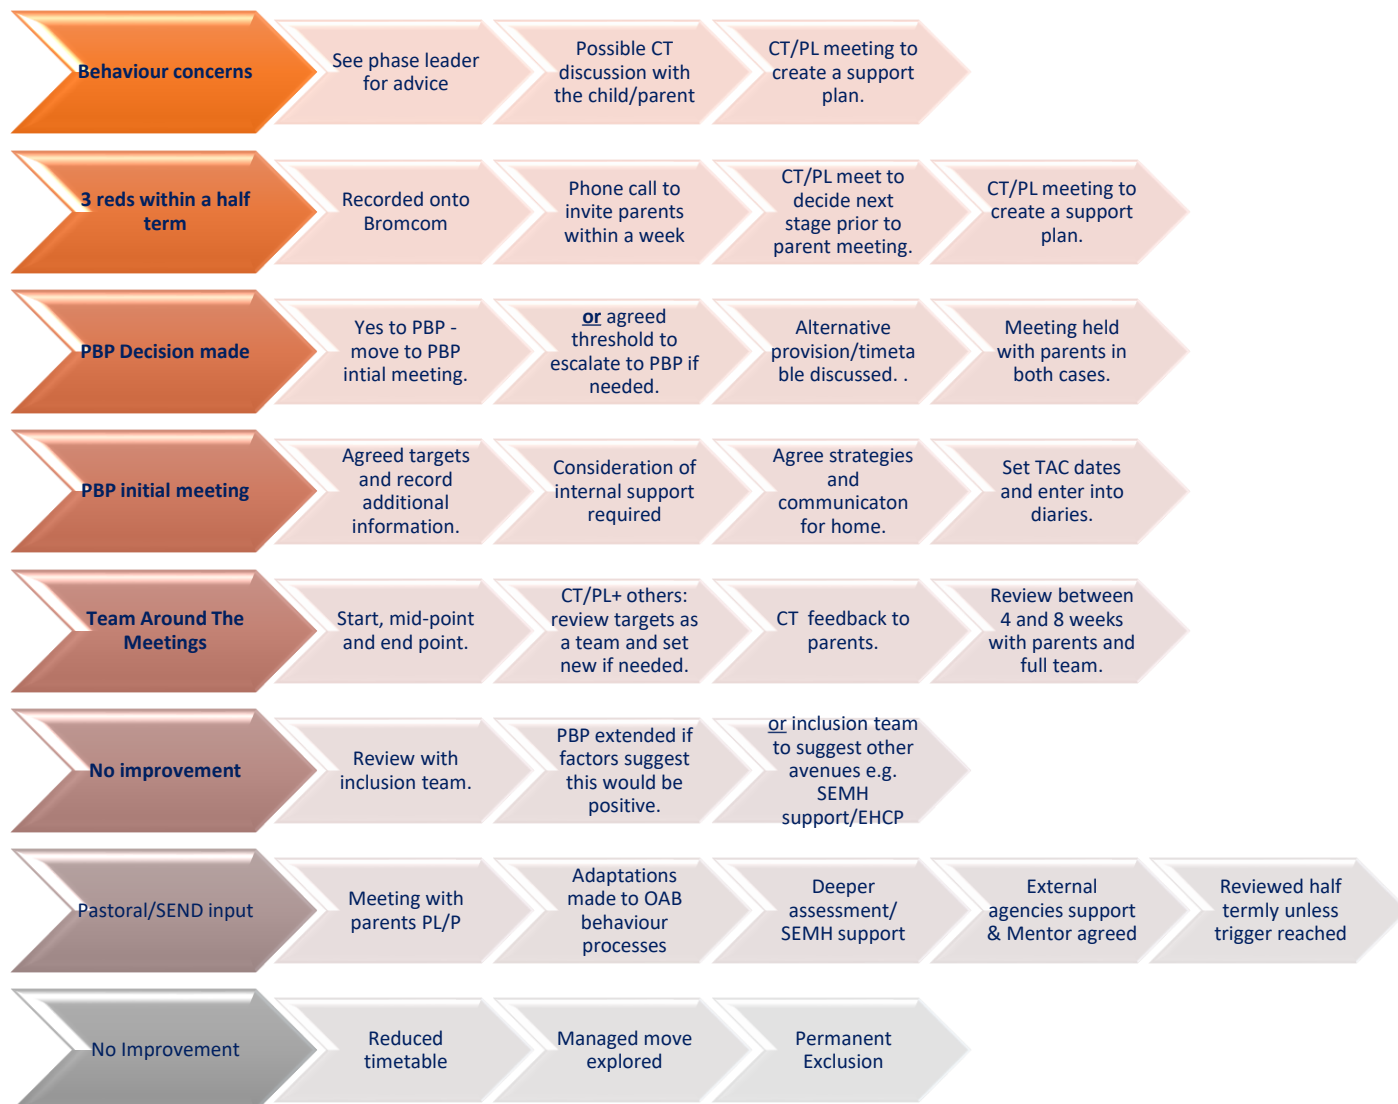 Behaviour concerns
See phase leader
for advice
Possible CT
discussion with
the child/parent
CT/PL meeting to
create a support
plan.
3 reds within a half
term
Recorded onto
Bromcom
Phone call to
invite parents
within a week
CT/PL meet to
decide next
stage prior to
parent meeting.
CT/PL meeting to
create a support
plan.
PBP Decision made
Yes to PBP -
move to PBP
intial meeting.
or agreed
threshold to
escalate to PBP if
needed.
Alternative
provision/timeta
ble discussed. .
Meeting held
with parents in
both cases.
PBP initial meeting
Agreed targets
and record
additional
information.
Consideration of
internal support
required
Agree strategies
and
communicaton
for home.
Set TAC dates
and enter into
diaries.
Team Around The
Meetings
Start, mid-point
and end point.
CT/PL+ others:
review targets as
a team and set
new if needed.
CT feedback to
parents.
Review between
4 and 8 weeks
with parents and
full team.
No improvement
Review with
inclusion team.
PBP extended if
factors suggest
this would be
positive.
or inclusion team
to suggest other
avenues e.g.
SEMH
support/EHCP
Pastoral/SEND input
Meeting with
parents PL/P
Adaptations
made to OAB
behaviour
processes
Deeper
assessment/
SEMH support
External
agencies support
& Mentor agreed
Reviewed half
termly unless
trigger reached
No Improvement
Reduced
timetable
Managed move
explored
Permanent
Exclusion